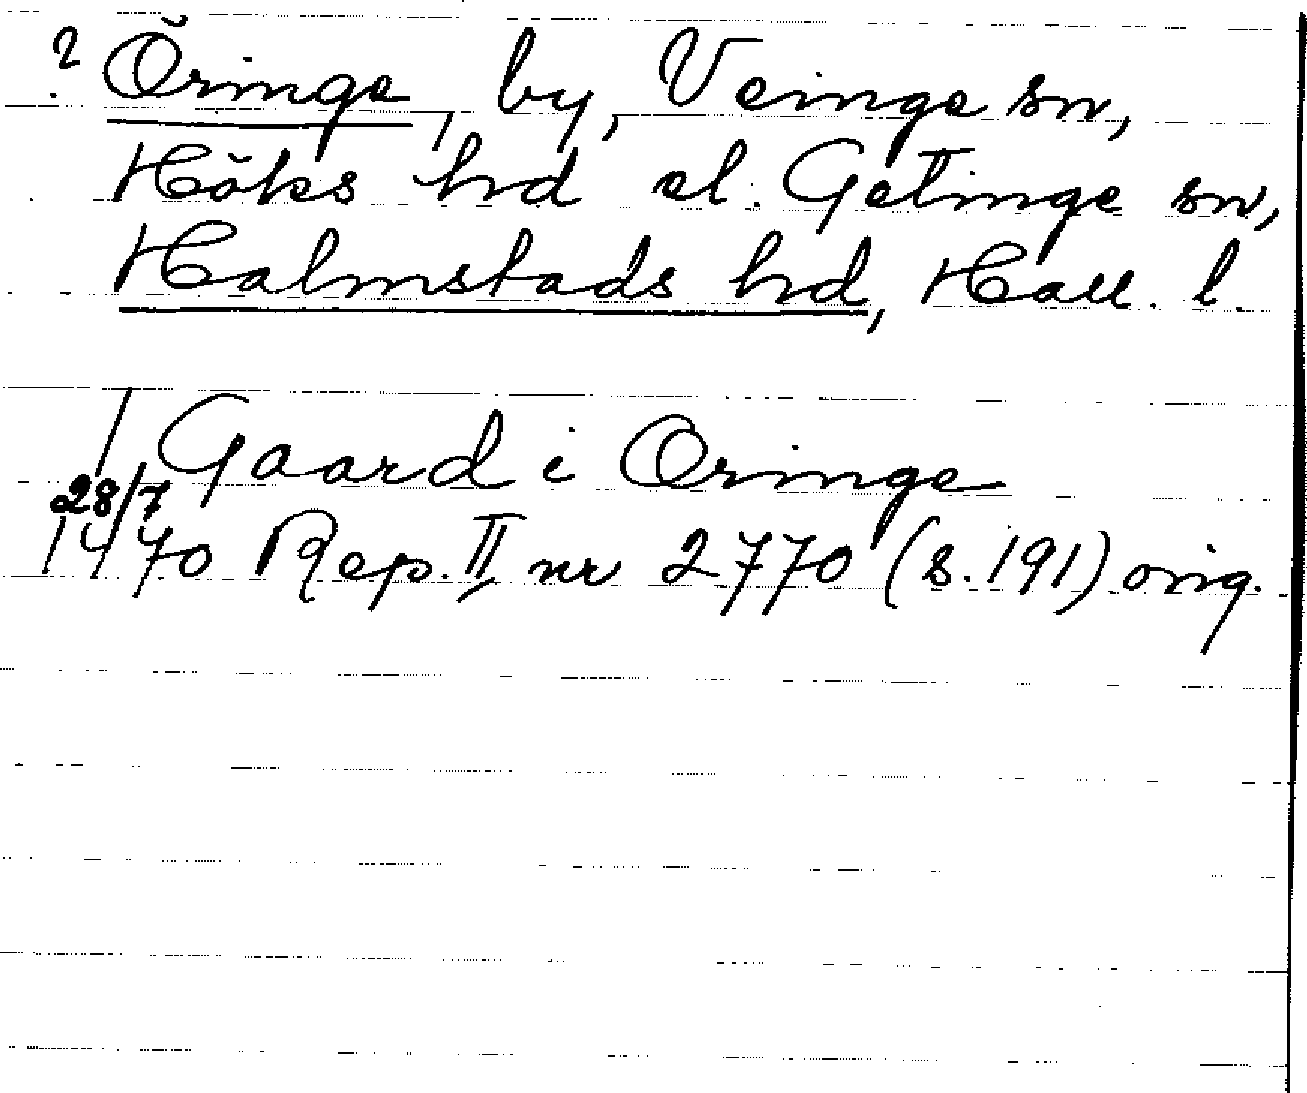 ? Öringe, by, Veinge sn,
Höks hd el. Getinge sn,
Halmstads hd, Hall. l.
/ Gaard i Oringe
28/7
1470 Rep. II, nr 2770 (s. 191) orig.